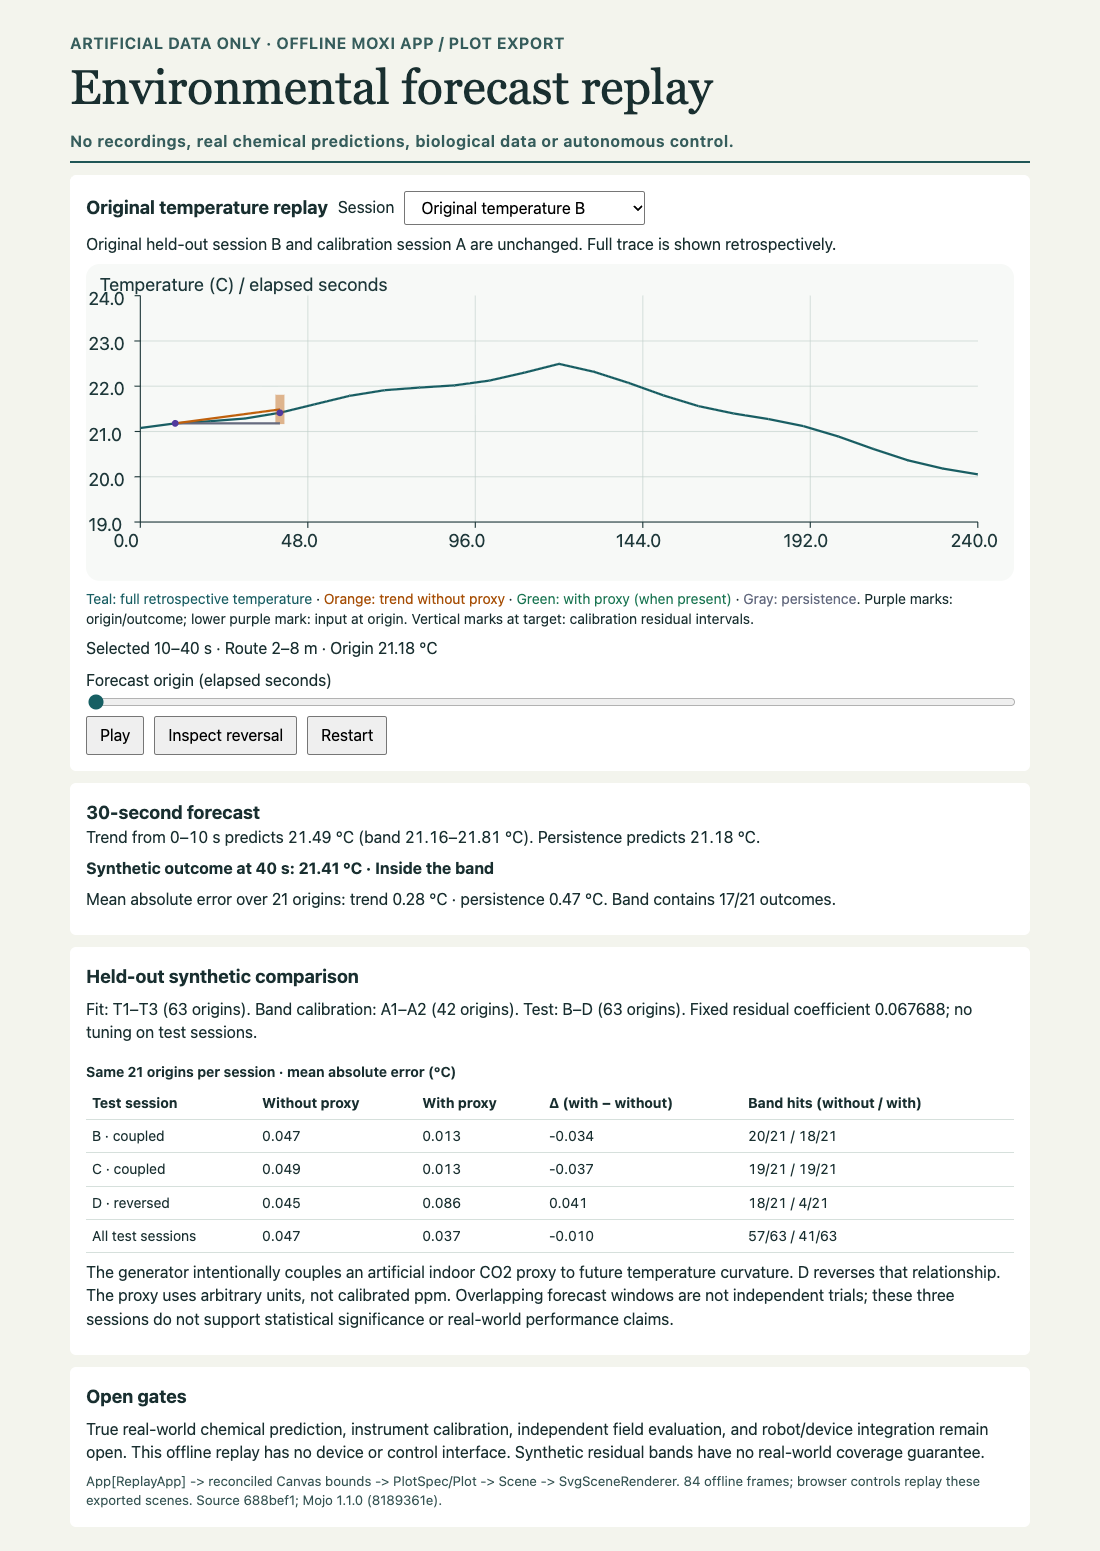 ARTIFICIAL DATA ONLY · OFFLINE MOXI APP / PLOT EXPORT
Environmental forecast replay
No recordings, real chemical predictions, biological data or autonomous control.
Original temperature replay Session Original temperature B
Original held-out session B and calibration session A are unchanged. Full trace is shown retrospectively.
Temperature (C) / elapsed seconds
24.0
23.0
22.0
21.0
20.0
19.0
0.0 48.0 96.0 144.0 192.0 240.0
Teal: full retrospective temperature · Orange: trend without proxy · Green: with proxy (when present) · Gray: persistence. Purple marks:
origin/outcome; lower purple mark: input at origin. Vertical marks at target: calibration residual intervals.
Selected 10–40 s · Route 2–8 m · Origin 21.18 °C
Forecast origin (elapsed seconds)
Play Inspect reversal Restart
30-second forecast
Trend from 0–10 s predicts 21.49 °C (band 21.16–21.81 °C). Persistence predicts 21.18 °C.
Synthetic outcome at 40 s: 21.41 °C · Inside the band
Mean absolute error over 21 origins: trend 0.28 °C · persistence 0.47 °C. Band contains 17/21 outcomes.
Held-out synthetic comparison
Fit: T1–T3 (63 origins). Band calibration: A1–A2 (42 origins). Test: B–D (63 origins). Fixed residual coefficient 0.067688; no
tuning on test sessions.
Same 21 origins per session · mean absolute error (°C)
Test session Without proxy With proxy Δ (with − without) Band hits (without / with)
B · coupled 0.047 0.013 -0.034 20/21 / 18/21
C · coupled 0.049 0.013 -0.037 19/21 / 19/21
D · reversed 0.045 0.086 0.041 18/21 / 4/21
All test sessions 0.047 0.037 -0.010 57/63 / 41/63
The generator intentionally couples an artificial indoor CO2 proxy to future temperature curvature. D reverses that relationship.
The proxy uses arbitrary units, not calibrated ppm. Overlapping forecast windows are not independent trials; these three
sessions do not support statistical significance or real-world performance claims.
Open gates
True real-world chemical prediction, instrument calibration, independent field evaluation, and robot/device integration remain
open. This offline replay has no device or control interface. Synthetic residual bands have no real-world coverage guarantee.
App[ReplayApp] -> reconciled Canvas bounds -> PlotSpec/Plot -> Scene -> SvgSceneRenderer. 84 offline frames; browser controls replay these
exported scenes. Source 688bef1; Mojo 1.1.0 (8189361e).